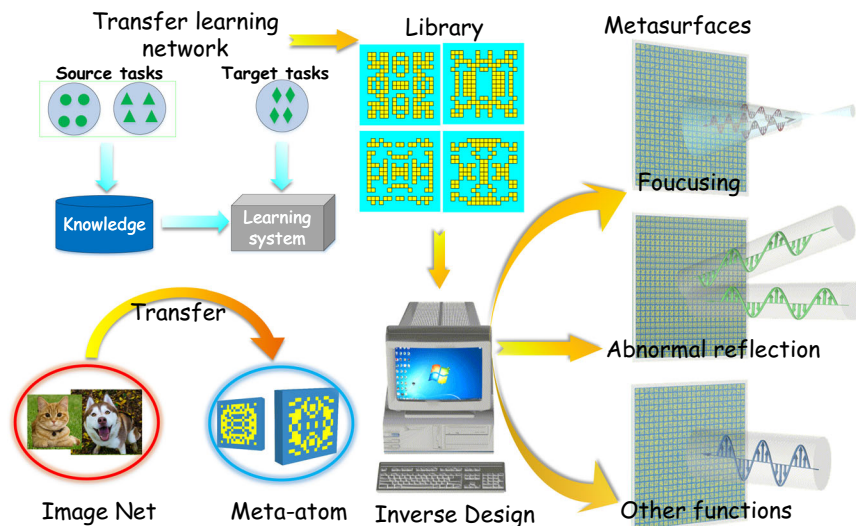 Transfer learning
network
Source tasks
Target tasks
Knowledge
Learning
system
Library
Metasurfaces
Foucusing
Abnormal reflection
Other functions
Transfer
Image Net
Meta-atom
Inverse Design